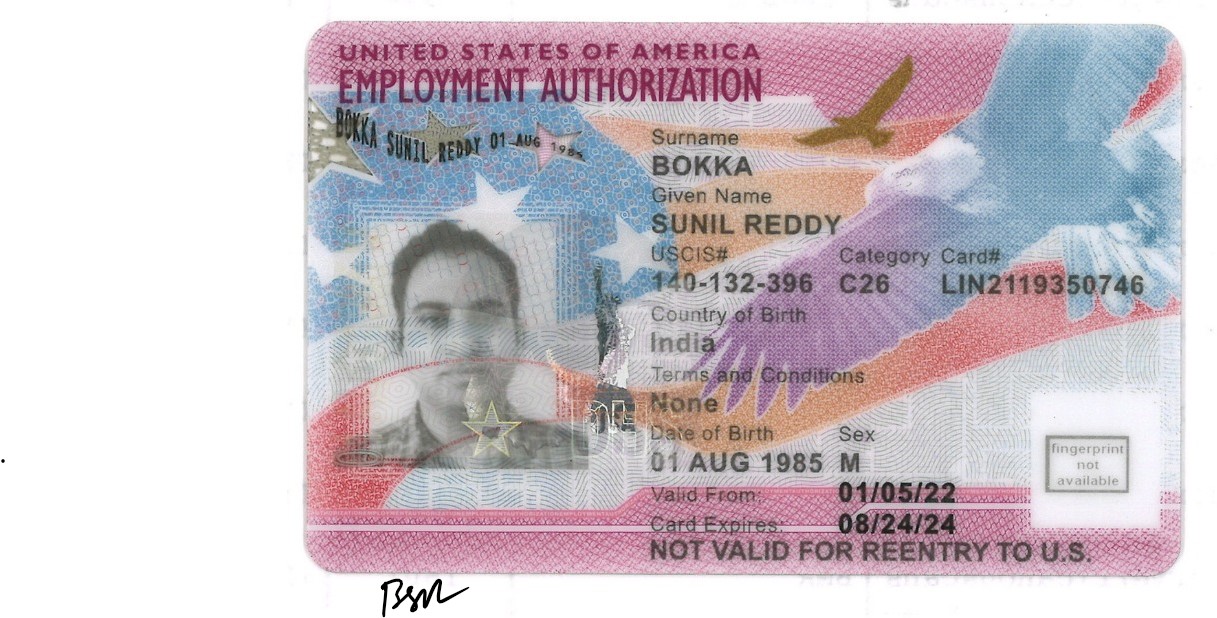 UNITED STATES OF AMERICA
EMPLOYMENT AUTHORIZATION
BOKKA SUNIL REDDY 01 AUG 1985
Surname
BOKKA
Given Name
SUNIL REDDY
USCIS# Category Card#
140-132-396 C26 LIN2119350746
Country of Birth
India
Terms and Conditions
None
Date of Birth Sex
01 AUG 1985 M
Valid From: 01/05/22
Card Expires: 08/24/24
NOT VALID FOR REENTRY TO U.S.
fingerprint
not
available